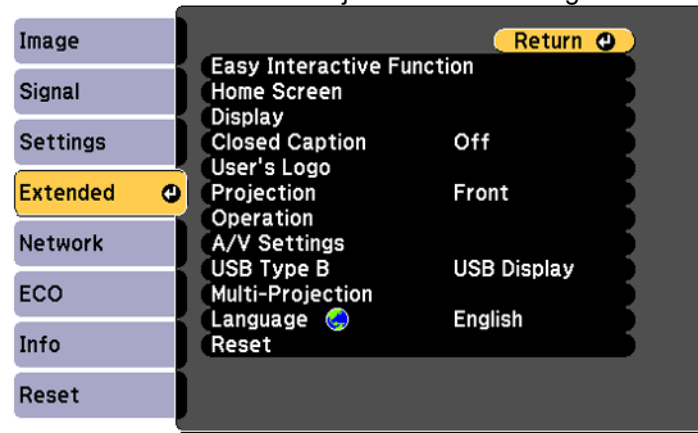 Image
Signal
Settings
Extended
Network
ECO
Info
Reset
Return
Easy Interactive Function
Home Screen
Display
Closed Caption Off
User's Logo
Projection Front
Operation
A/V Settings
USB Type B USB Display
Multi-Projection
Language English
Reset